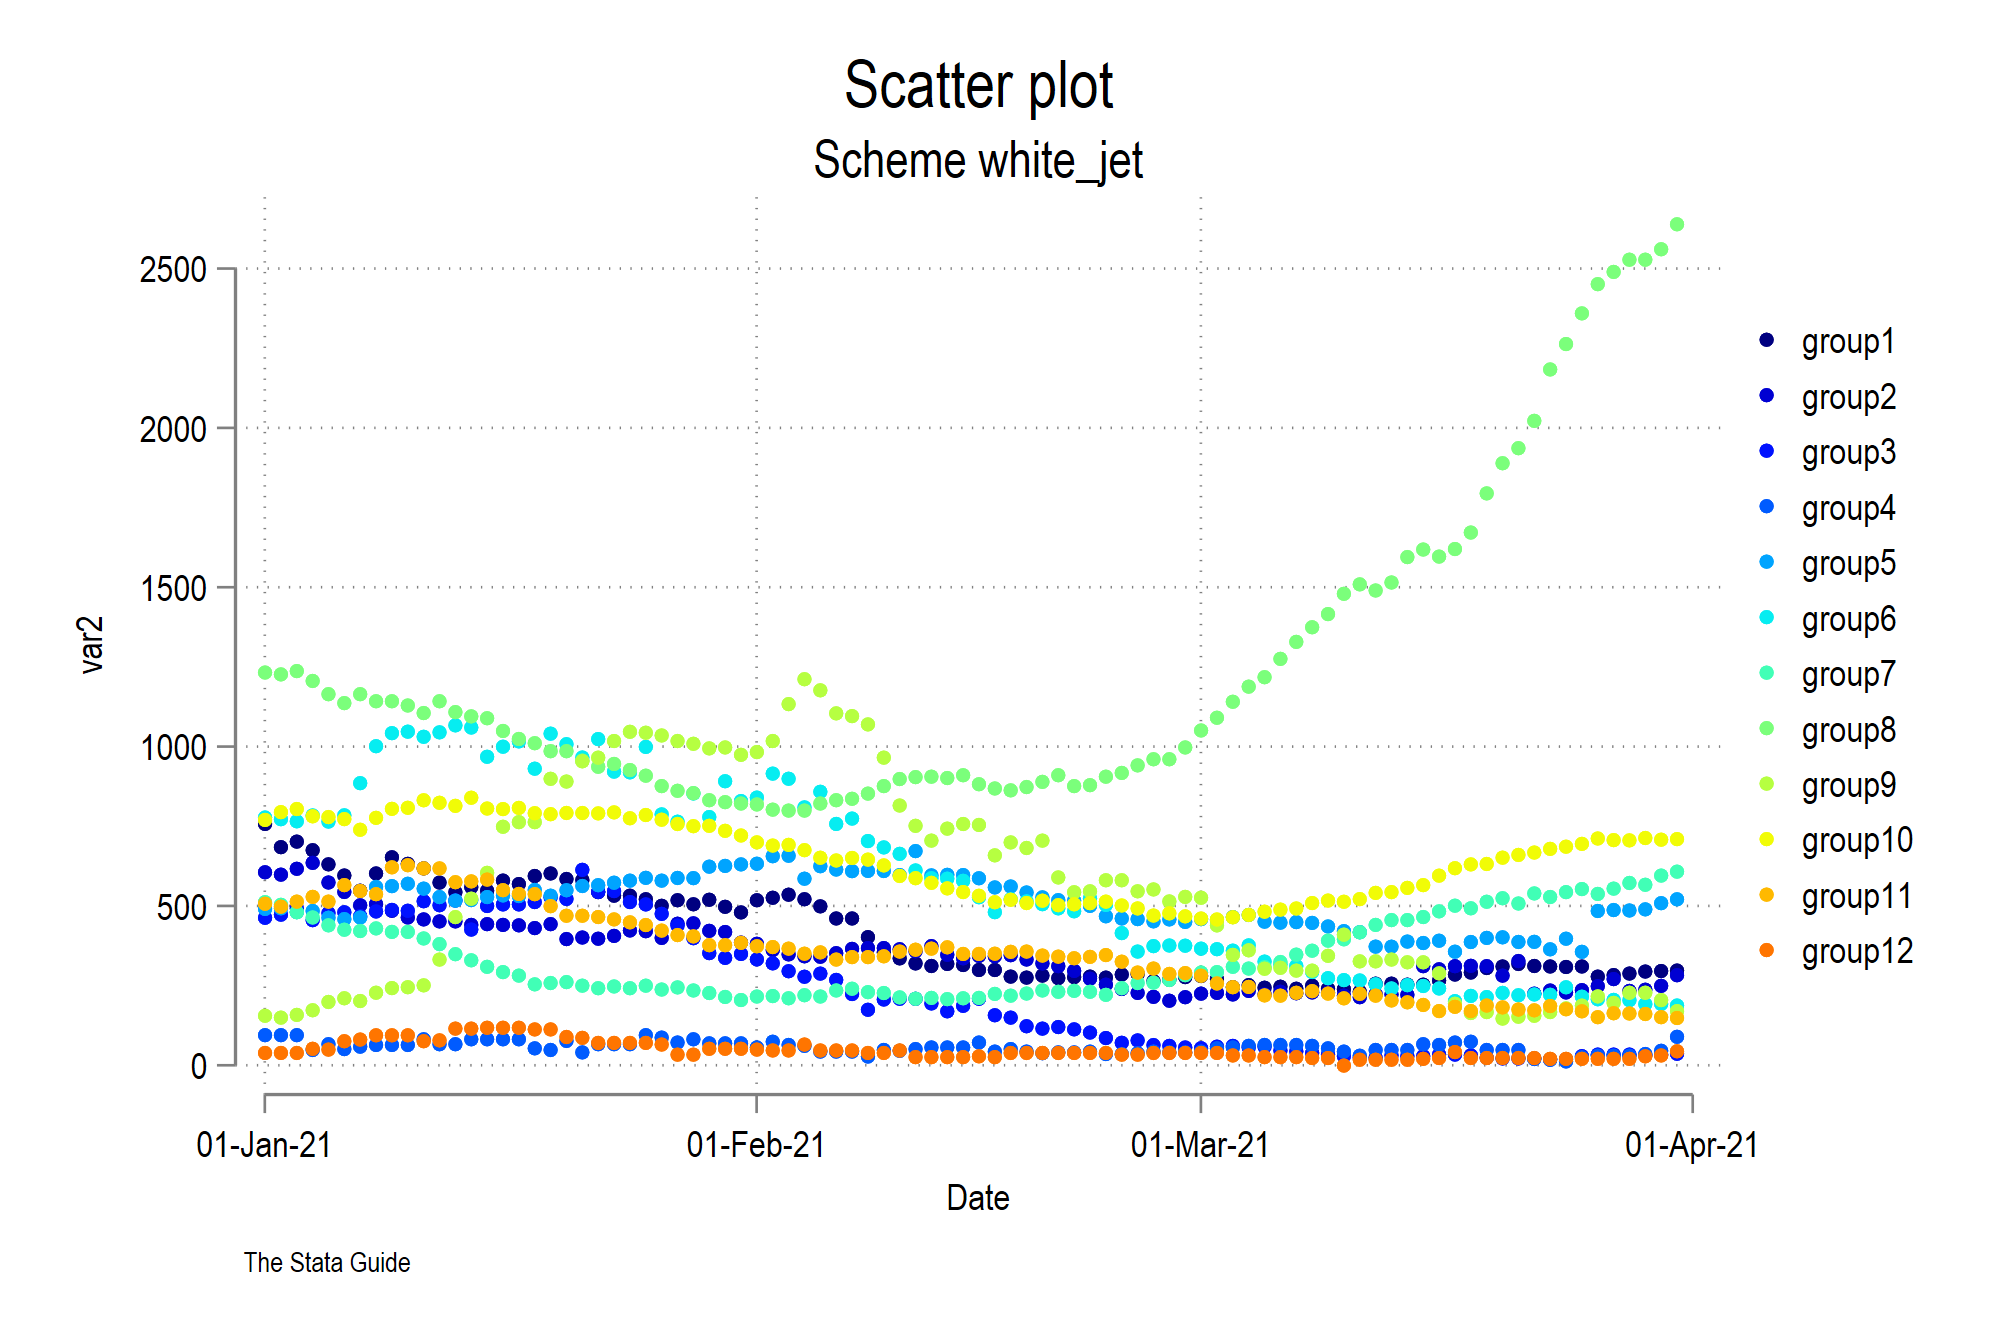 Scatter plot
Scheme white_jet
var2
2500
2000
1500
1000
500
0
01-Jan-21
01-Feb-21
01-Mar-21
01-Apr-21
Date
group1
group2
group3
group4
group5
group6
group7
group8
group9
group10
group11
group12
The Stata Guide